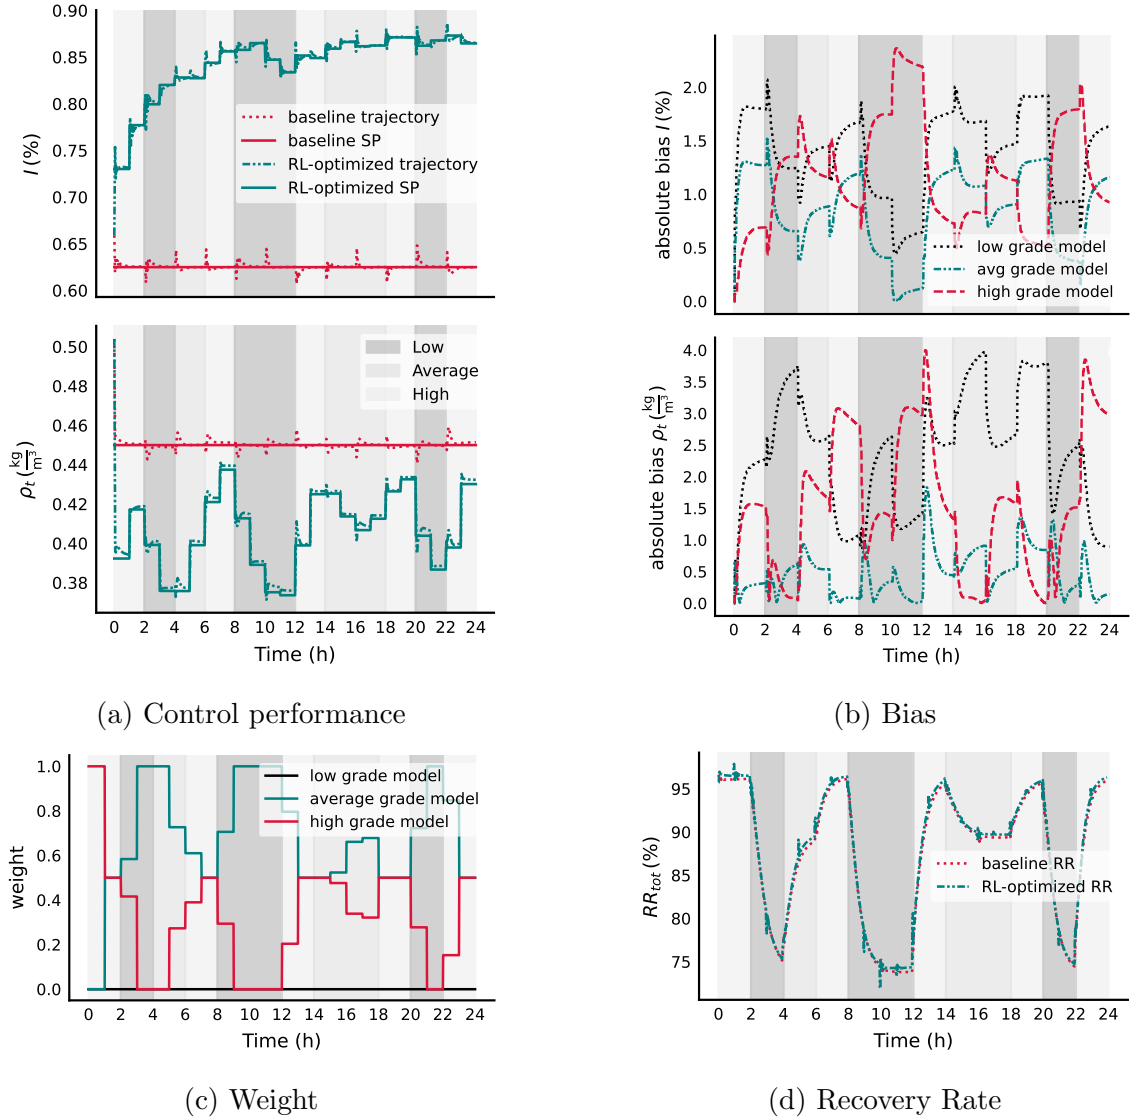 0.90
0.85
0.80
0.75
0.70
0.65
0.60
I (%)
baseline trajectory
baseline SP
RL-optimized trajectory
RL-optimized SP
0.50
0.48
0.46
0.44
0.42
0.40
0.38
ρt (kg/m³)
Low
Average
High
0 2 4 6 8 10 12 14 16 18 20 22 24
Time (h)
(a) Control performance
2.0
1.5
1.0
0.5
0.0
absolute bias I (%)
low grade model
avg grade model
high grade model
4.0
3.5
3.0
2.5
2.0
1.5
1.0
0.5
0.0
absolute bias ρt (kg/m³)
0 2 4 6 8 10 12 14 16 18 20 22 24
Time (h)
(b) Bias
1.0
0.8
0.6
0.4
0.2
0.0
weight
low grade model
average grade model
high grade model
0 2 4 6 8 10 12 14 16 18 20 22 24
Time (h)
(c) Weight
95
90
85
80
75
RRtot (%)
baseline RR
RL-optimized RR
0 2 4 6 8 10 12 14 16 18 20 22 24
Time (h)
(d) Recovery Rate